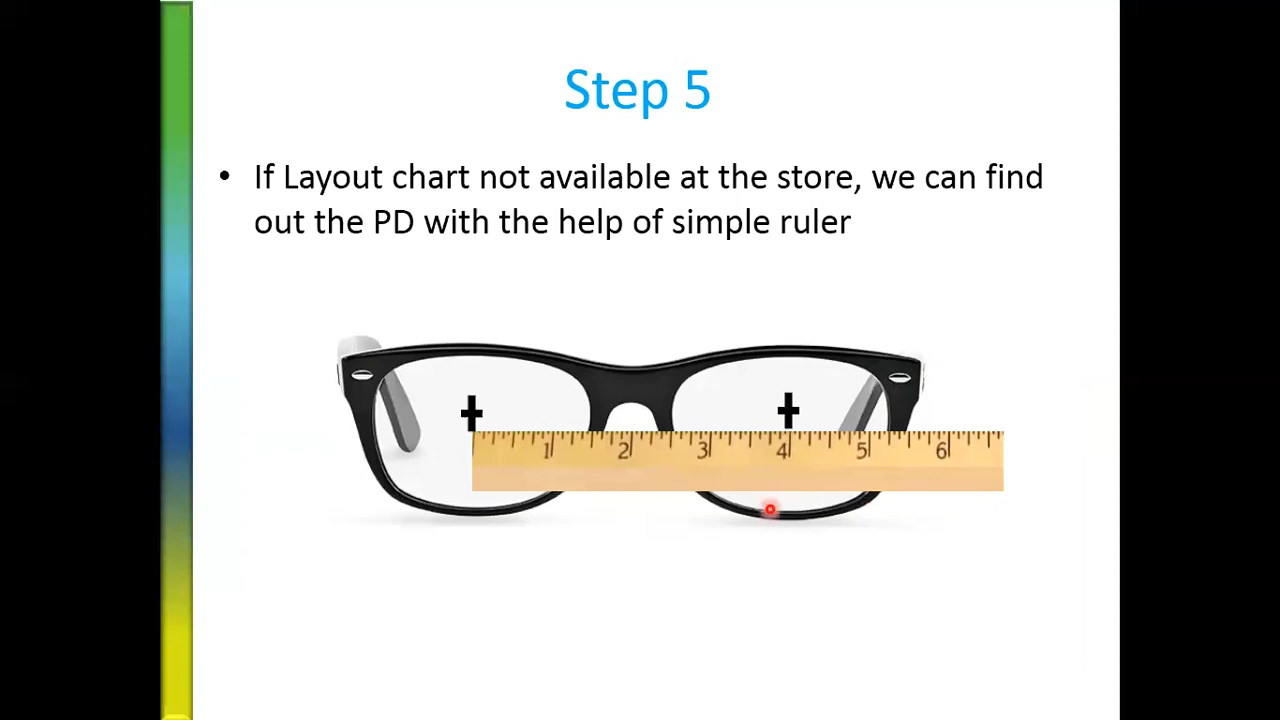 Step 5
• If Layout chart not available at the store, we can find
out the PD with the help of simple ruler
1 2 3 4 5 6